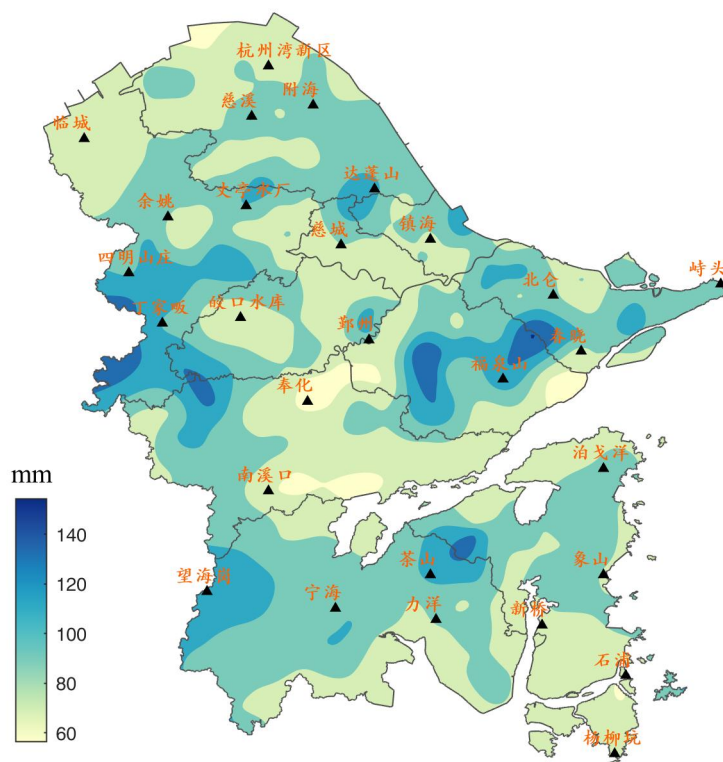 杭州湾新区
附海
慈溪
临城
达蓬山
丈亭水厂
余姚
镇海
慈城
四明山庄
北仑
峙头
丁家畈
皎口水库
鄞州
春晓
福泉山
奉化
泊戈洋
南溪口
mm
140
120
100
80
60
茶山
象山
望海岗
宁海
力洋
新桥
石浦
杨柳坑